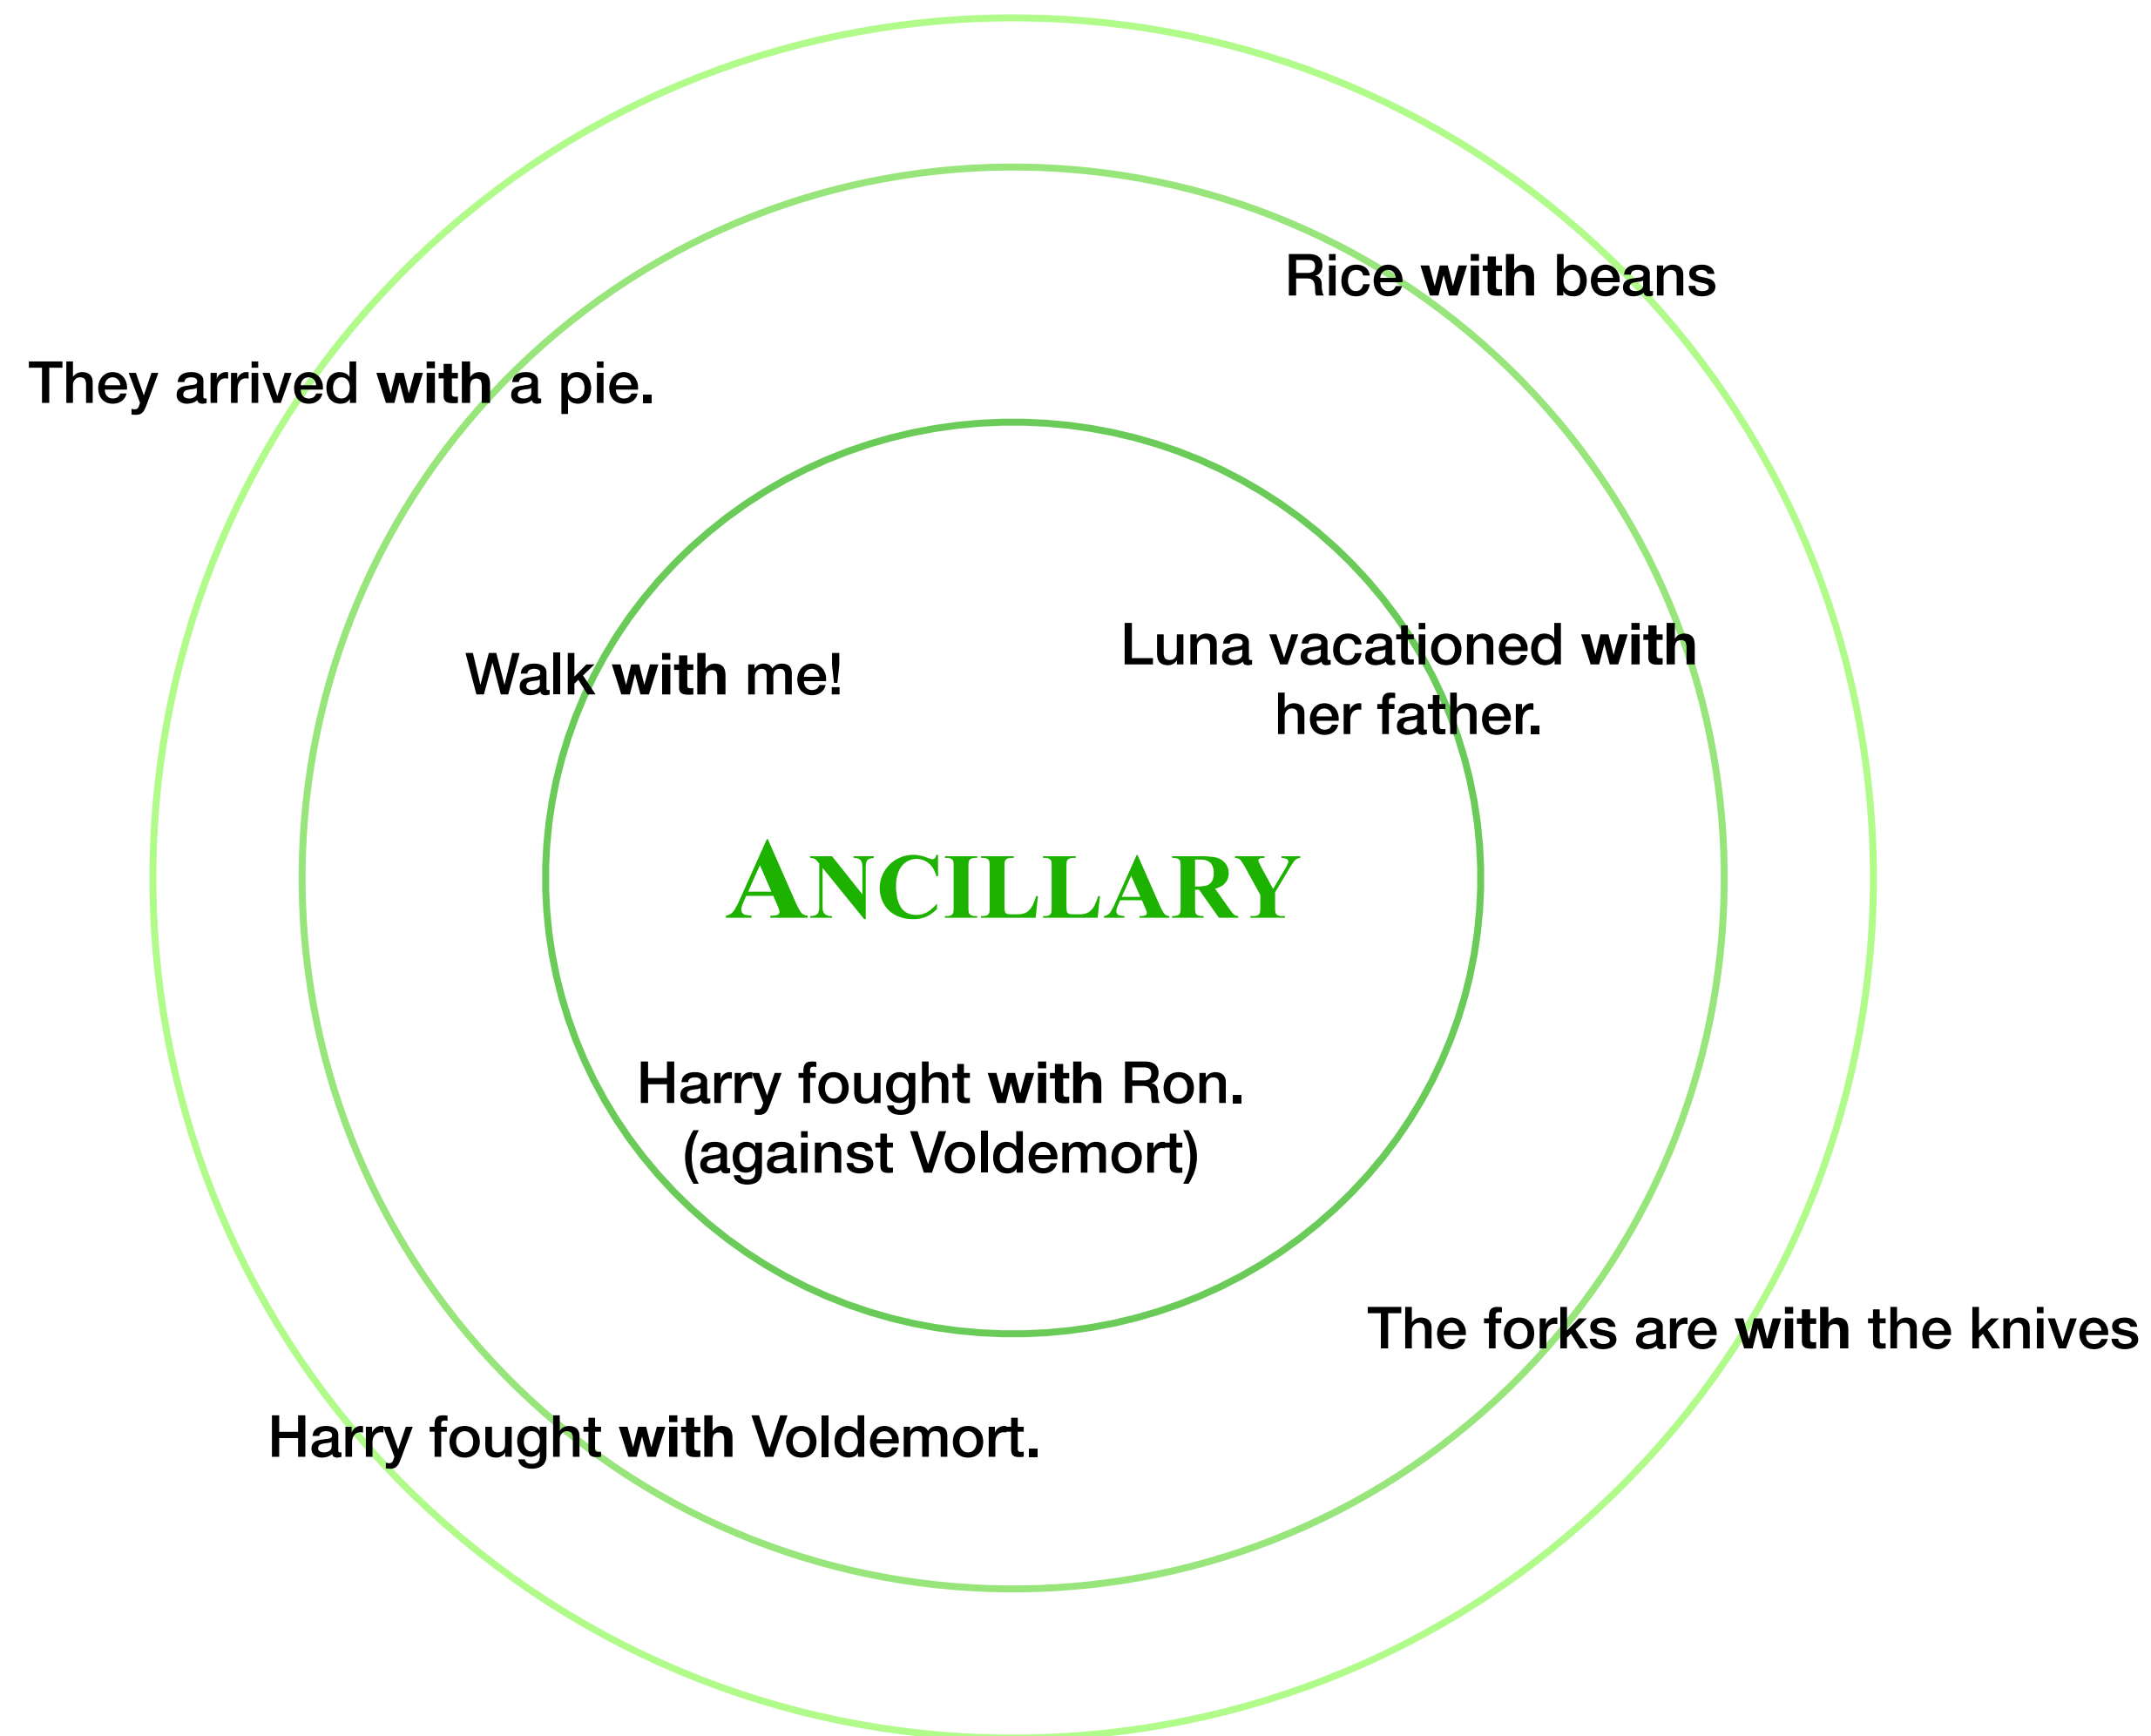 Rice with beans
They arrived with a pie.
Luna vacationed with
her father.
Walk with me!
ANCILLARY
Harry fought with Ron.
(against Voldemort)
The forks are with the knives
Harry fought with Voldemort.